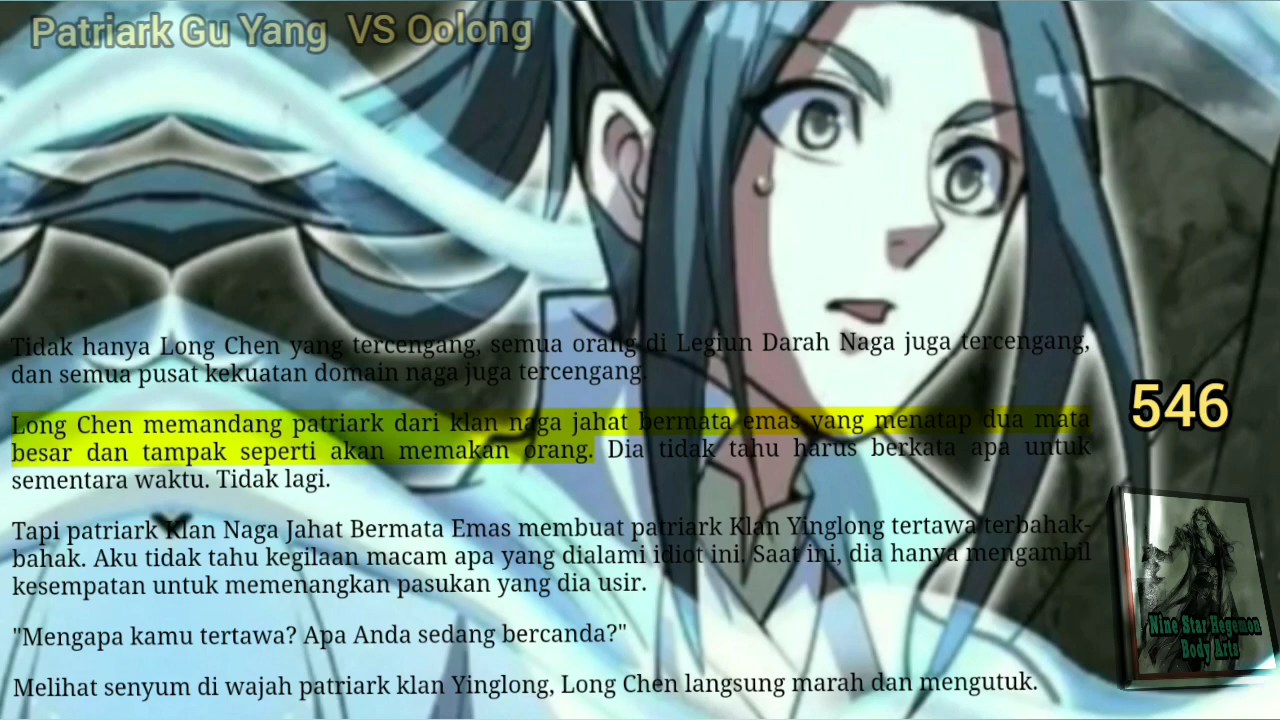 Patriark Gu Yang VS Oolong
Tidak hanya Long Chen yang tercengang, semua orang di Legiun Darah Naga juga tercengang,
dan semua pusat kekuatan domain naga juga tercengang.
Long Chen memandang patriark dari klan naga jahat bermata emas yang menatap dua mata
besar dan tampak seperti akan memakan orang. Dia tidak tahu harus berkata apa untuk
sementara waktu. Tidak lagi.
546
Tapi patriark Klan Naga Jahat Bermata Emas membuat patriark Klan Yinglong tertawa terbahak-
bahak. Aku tidak tahu kegilaan macam apa yang dialami idiot ini. Saat ini, dia hanya mengambil
kesempatan untuk memenangkan pasukan yang dia usir.
"Mengapa kamu tertawa? Apa Anda sedang bercanda?"
Melihat senyum di wajah patriark klan Yinglong, Long Chen langsung marah dan mengutuk.
Nine Star Hegemon
Body Arts